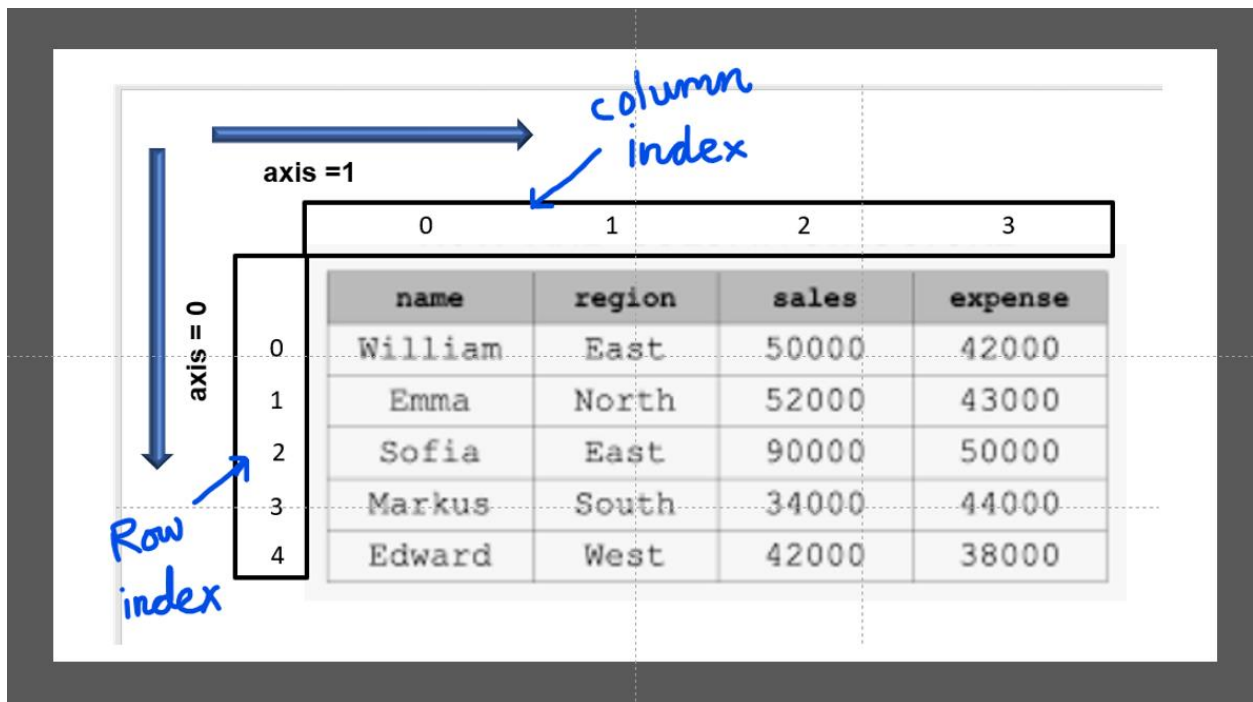 column
index
axis =1
0 1 2 3
axis = 0
name region sales expense
0 William East 50000 42000
1 Emma North 52000 43000
2 Sofia East 90000 50000
3 Markus South 34000 44000
4 Edward West 42000 38000
Row
index